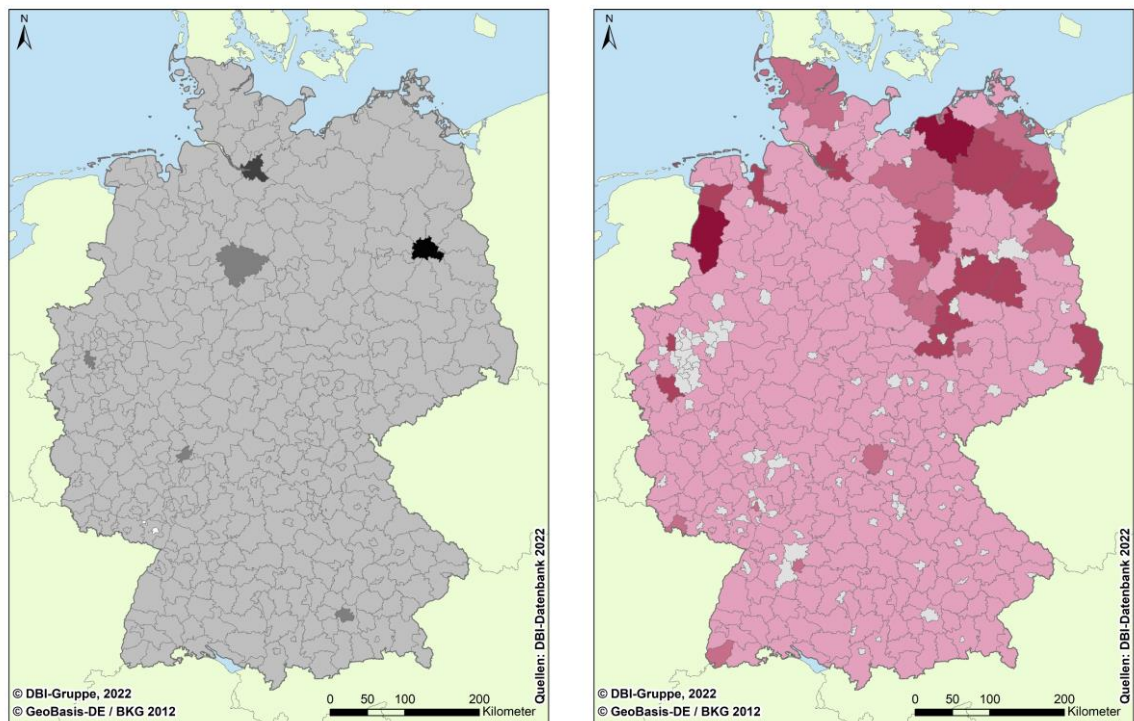 N
Quellen: DBI-Datenbank 2022
© DBI-Gruppe, 2022
© GeoBasis-DE / BKG 2012
0 50 100 200
Kilometer
N
Quellen: DBI-Datenbank 2022
© DBI-Gruppe, 2022
© GeoBasis-DE / BKG 2012
0 50 100 200
Kilometer